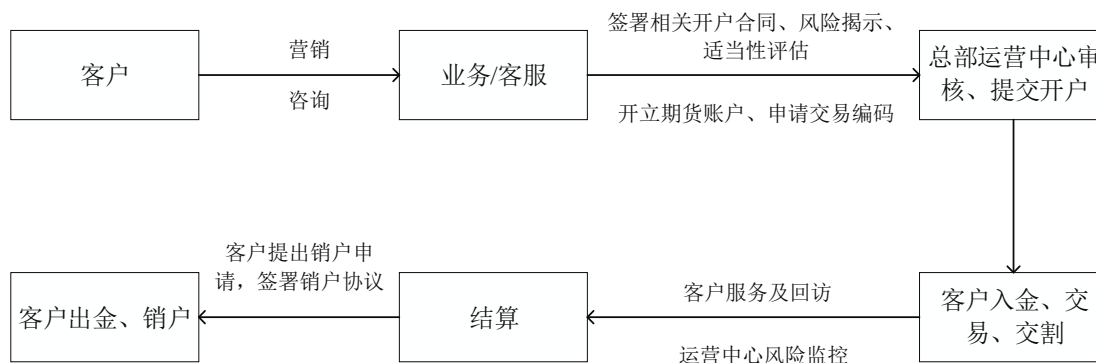 客户
营销
咨询
业务/客服
签署相关开户合同、风险揭示、
适当性评估
开立期货账户、申请交易编码
总部运营中心审
核、提交开户
客户入金、交
易、交割
客户服务及回访
运营中心风险监控
结算
客户提出销户申
请，签署销户协议
客户出金、销户